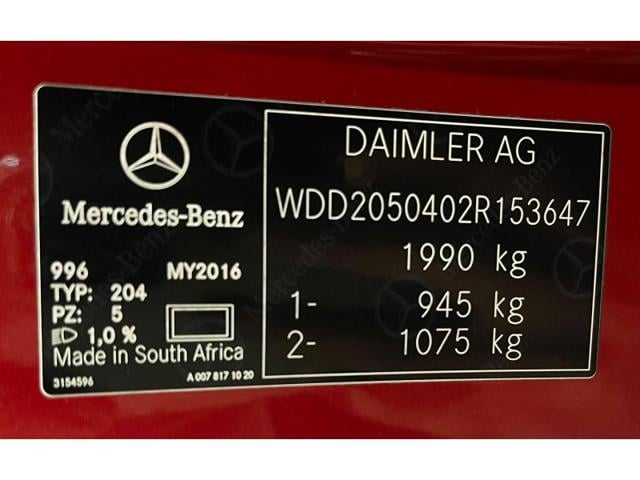 Mercedes-Benz
996 MY2016
TYP: 204
PZ: 5
1,0 %
Made in South Africa
3154596 A 007 817 10 20
DAIMLER AG
WDD2050402R153647
1990 kg
1- 945 kg
2- 1075 kg